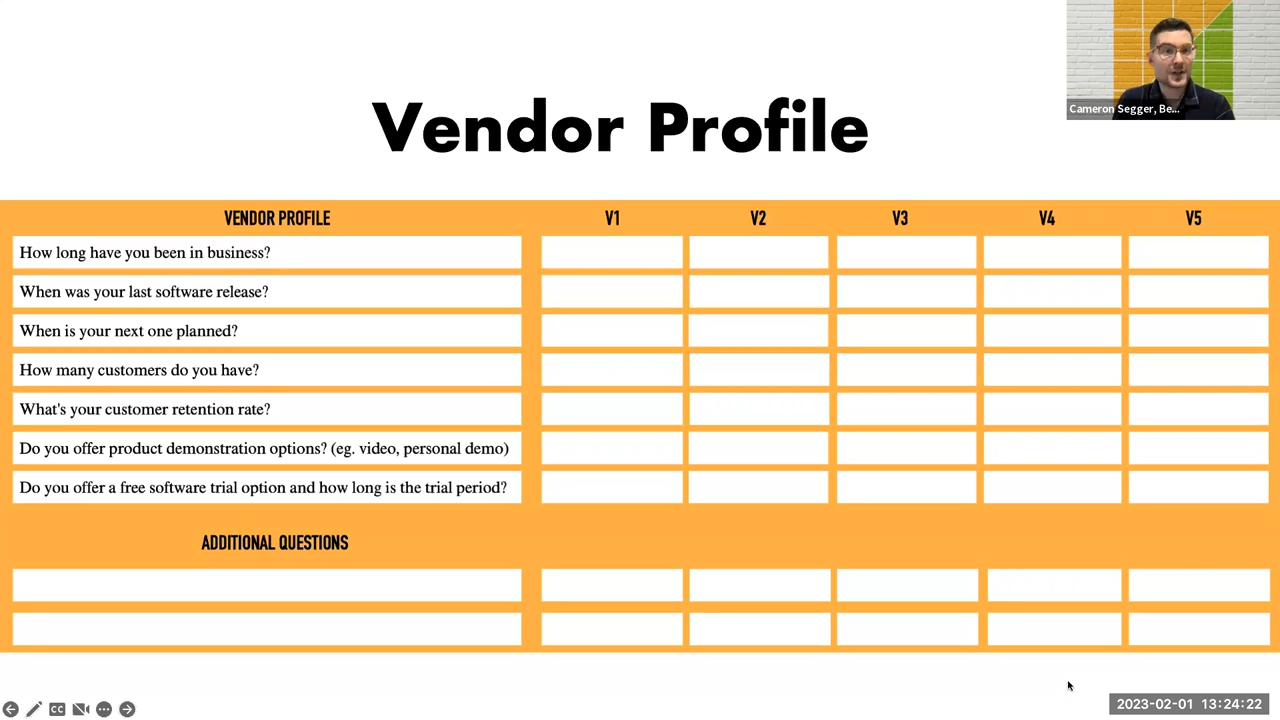 Cameron Segger, Be...
Vendor Profile
VENDOR PROFILE V1 V2 V3 V4 V5
How long have you been in business?
When was your last software release?
When is your next one planned?
How many customers do you have?
What's your customer retention rate?
Do you offer product demonstration options? (eg. video, personal demo)
Do you offer a free software trial option and how long is the trial period?
ADDITIONAL QUESTIONS
CC
2023-02-01 13:24:22